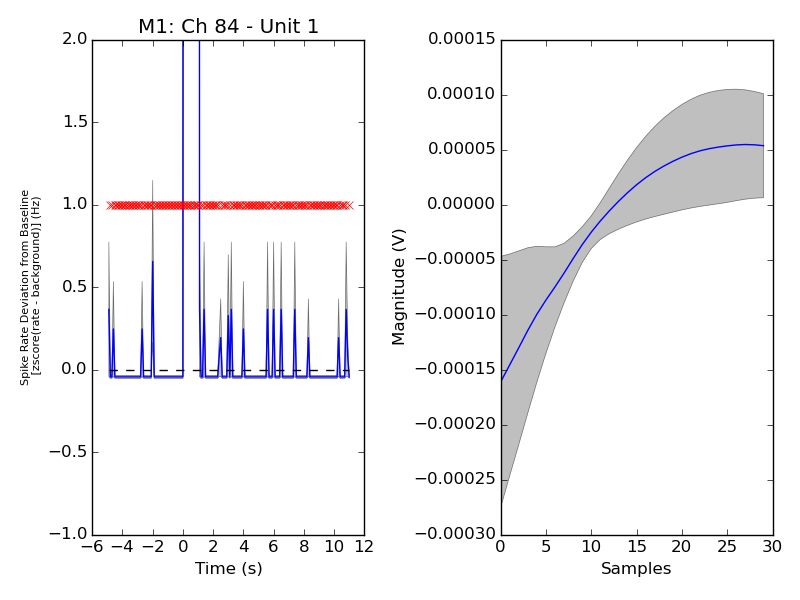 M1: Ch 84 - Unit 1
2.0
1.5
1.0
0.5
0.0
−0.5
−1.0
−6 −4 −2 0 2 4 6 8 10 12
Time (s)
Spike Rate Deviation from Baseline
[zscore(rate - background)] (Hz)
0.00015
0.00010
0.00005
0.00000
−0.00005
−0.00010
−0.00015
−0.00020
−0.00025
−0.00030
0 5 10 15 20 25 30
Samples
Magnitude (V)